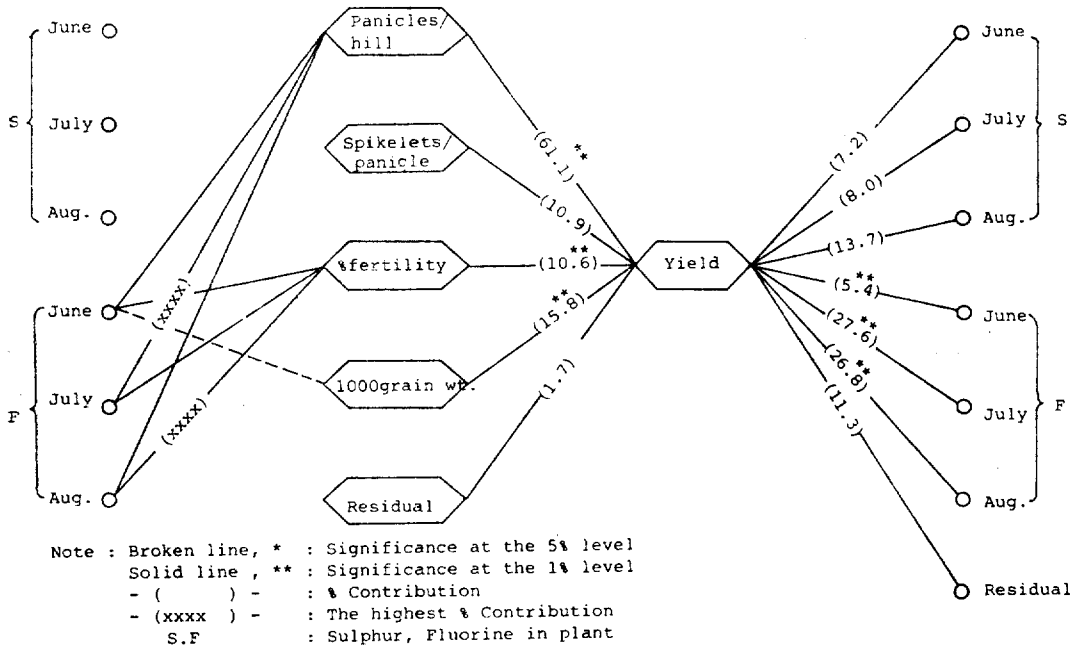 June
July
Aug.
S
June
July
Aug.
F
Panicles/
hill
Spikelets/
panicle
%fertility
1000grain wt.
Residual
(xxxx)
(xxxx)
(61.1)
**
(10.9)
(10.6)
**
(15.8)
**
(1.7)
Yield
(7.2)
(8.0)
(13.7)
(5.4)
**
(27.6)
**
(26.8)
**
(11.3)
June
July
Aug.
S
June
July
Aug.
F
Residual
Note : Broken line, * : Significance at the 5% level
Solid line , ** : Significance at the 1% level
- ( ) - : % Contribution
- (xxxx ) - : The highest % Contribution
S.F : Sulphur, Fluorine in plant